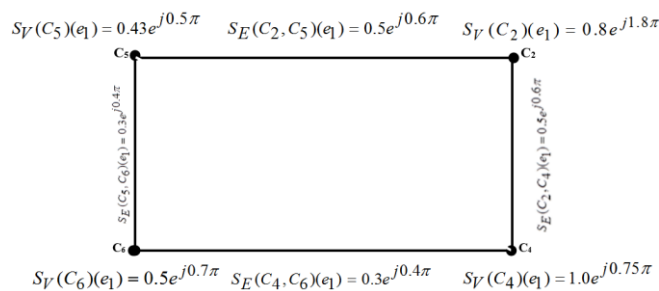 S_V(C_5)(e_1) = 0.43e^{j0.5π} S_E(C_2, C_5)(e_1) = 0.5e^{j0.6π} S_V(C_2)(e_1) = 0.8e^{j1.8π}
C_5 C_2
S_E(C_5, C_6)(e_1) = 0.3e^{j0.4π}
S_E(C_2, C_4)(e_1) = 0.5e^{j0.6π}
C_6 C_4
S_V(C_6)(e_1) = 0.5e^{j0.7π} S_E(C_4, C_6)(e_1) = 0.3e^{j0.4π} S_V(C_4)(e_1) = 1.0e^{j0.75π}